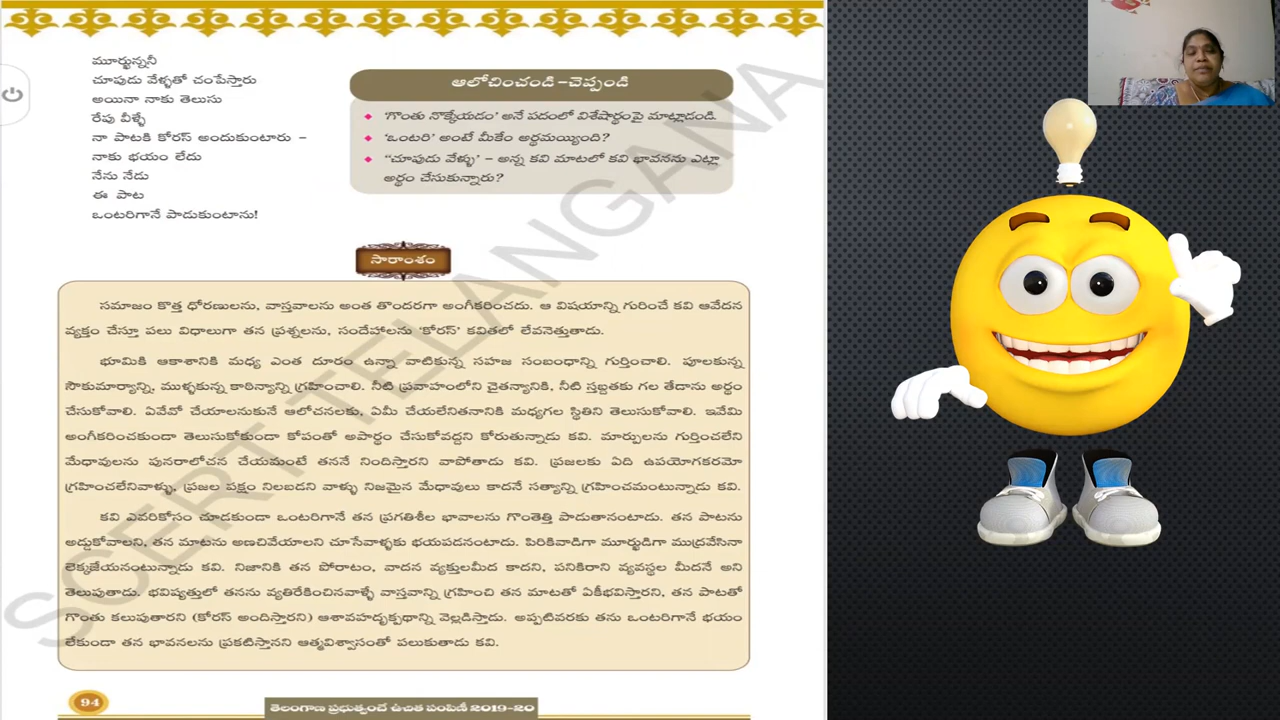 మూర్ఖున్ననీ
చూపుడు వేళ్ళతో చంపేస్తారు
అయినా నాకు తెలుసు
రేపు వీళ్ళే
నా పాటకి కోరస్ అందుకుంటారు –
నాకు భయం లేదు
నేను నేడు
ఈ పాట
ఒంటరిగానే పాడుకుంటాను!
ఆలోచించండి –చెప్పండి
‘గొంతు నొక్కేయడం’ అనే పదంలో విశేషార్థంపై మాట్లాడండి.
‘ఒంటరి’ అంటే మీకేం అర్థమయ్యింది?
“చూపుడు వేళ్ళు’ – అన్న కవి మాటలో కవి భావనను ఎట్లా
అర్థం చేసుకున్నారు?
సారాంశం
సమాజం కొత్త ధోరణులను, వాస్తవాలను అంత తొందరగా అంగీకరించదు. ఆ విషయాన్ని గురించే కవి ఆవేదన
వ్యక్తం చేస్తూ పలు విధాలుగా తన ప్రశ్నలను, సందేహాలను ‘కోరస్’ కవితలో లేవనెత్తుతాడు.
భూమికి ఆకాశానికి మధ్య ఎంత దూరం ఉన్నా వాటికున్న సహజ సంబంధాన్ని గుర్తించాలి. పూలకున్న
సౌకుమార్యాన్ని, ముళ్ళకున్న కాఠిన్యాన్ని గ్రహించాలి. నీటి ప్రవాహంలోని చైతన్యానికి, నీటి స్తబ్దతకు గల తేడాను అర్థం
చేసుకోవాలి. ఏవేవో చేయాలనుకునే ఆలోచనలకు, ఏమీ చేయలేనితనానికి మధ్యగల స్థితిని తెలుసుకోవాలి. ఇవేమి
అంగీకరించకుండా తెలుసుకోకుండా కోపంతో అపార్థం చేసుకోవద్దని కోరుతున్నాడు కవి. మార్పులను గుర్తించలేని
మేధావులను పునరాలోచన చేయమంటే తననే నిందిస్తారని వాపోతాడు కవి. ప్రజలకు ఏది ఉపయోగకరమో
గ్రహించలేనివాళ్ళు, ప్రజల పక్షం నిలబడని వాళ్ళు నిజమైన మేధావులు కాదనే సత్యాన్ని గ్రహించమంటున్నాడు కవి.
కవి ఎవరికోసం చూడకుండా ఒంటరిగానే తన ప్రగతిశీల భావాలను గొంతెత్తి పాడుతానంటాడు. తన పాటను
అడ్డుకోవాలని, తన మాటను అణచివేయాలని చూసేవాళ్ళకు భయపడనంటాడు. పిరికివాడిగా మూర్ఖుడిగా ముద్రవేసినా
లెక్కజేయనంటున్నాడు కవి. నిజానికి తన పోరాటం, వాదన వ్యక్తులమీద కాదని, పనికిరాని వ్యవస్థల మీదనే అని
తెలుపుతాడు. భవిష్యత్తులో తనను వ్యతిరేకించినవాళ్ళే వాస్తవాన్ని గ్రహించి తన మాటతో ఏకీభవిస్తారని, తన పాటతో
గొంతు కలుపుతారని (కోరస్ అందిస్తారని) ఆశావహదృక్పథాన్ని వెల్లడిస్తాడు. అప్పటివరకు తను ఒంటరిగానే భయం
లేకుండా తన భావనలను ప్రకటిస్తానని ఆత్మవిశ్వాసంతో పలుకుతాడు కవి.
SCERT TELANGANA
94
తెలంగాణ ప్రభుత్వంచే ఉచిత పంపిణీ 2019-20